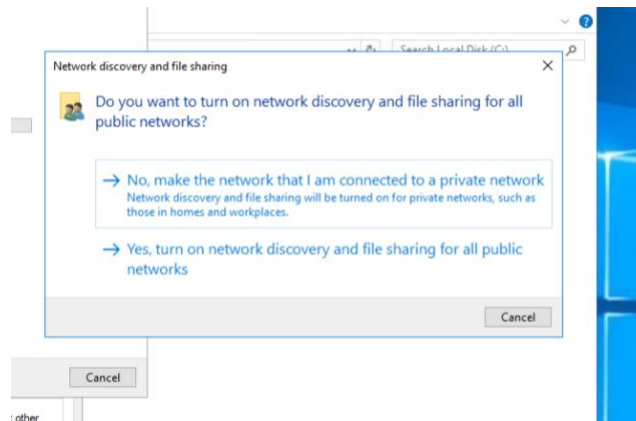 Search Local Disk (C:)
Network discovery and file sharing
Do you want to turn on network discovery and file sharing for all
public networks?
No, make the network that I am connected to a private network
Network discovery and file sharing will be turned on for private networks, such as
those in homes and workplaces.
Yes, turn on network discovery and file sharing for all public
networks
Cancel
Cancel
other